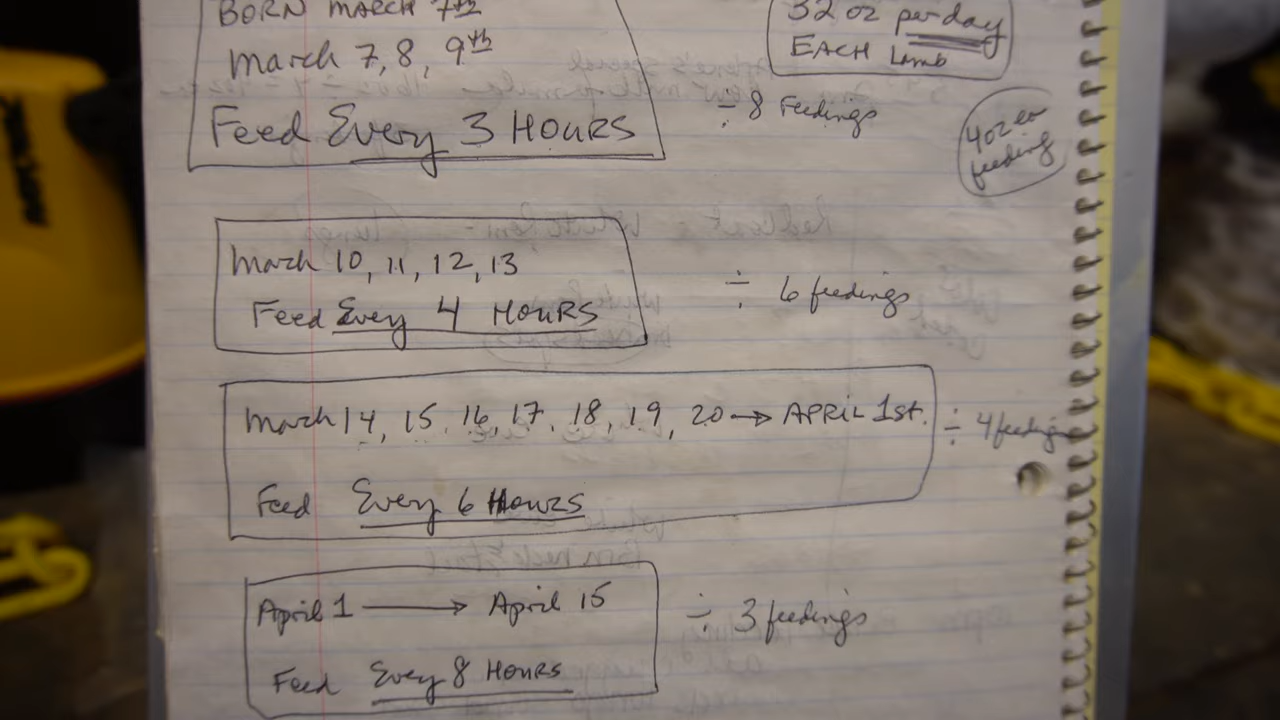 BORN MARCH 7th
March 7, 8, 9th
Feed Every 3 HOURS
32 oz per day
EACH Lamb
÷ 8 Feedings
4 oz ea
feeding
March 10, 11, 12, 13
Feed Every 4 HOURS
÷ 6 feedings
March 14, 15, 16, 17, 18, 19, 20 → APRIL 1st.
÷ 4 feedings
Feed Every 6 Hours
April 1 → April 15
÷ 3 feedings
Feed Every 8 HOURS